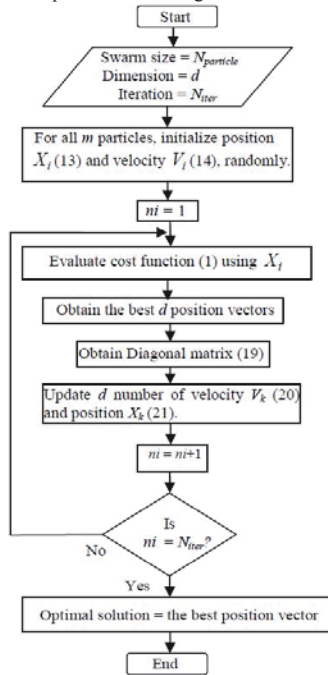 Start
Swarm size = N_particle
Dimension = d
Iteration = N_iter
For all m particles, initialize position
X_i (13) and velocity V_i (14), randomly.
ni = 1
Evaluate cost function (1) using X_i
Obtain the best d position vectors
Obtain Diagonal matrix (19)
Update d number of velocity V_k (20)
and position X_k (21).
ni = ni+1
Is
ni = N_iter?
No
Yes
Optimal solution = the best position vector
End